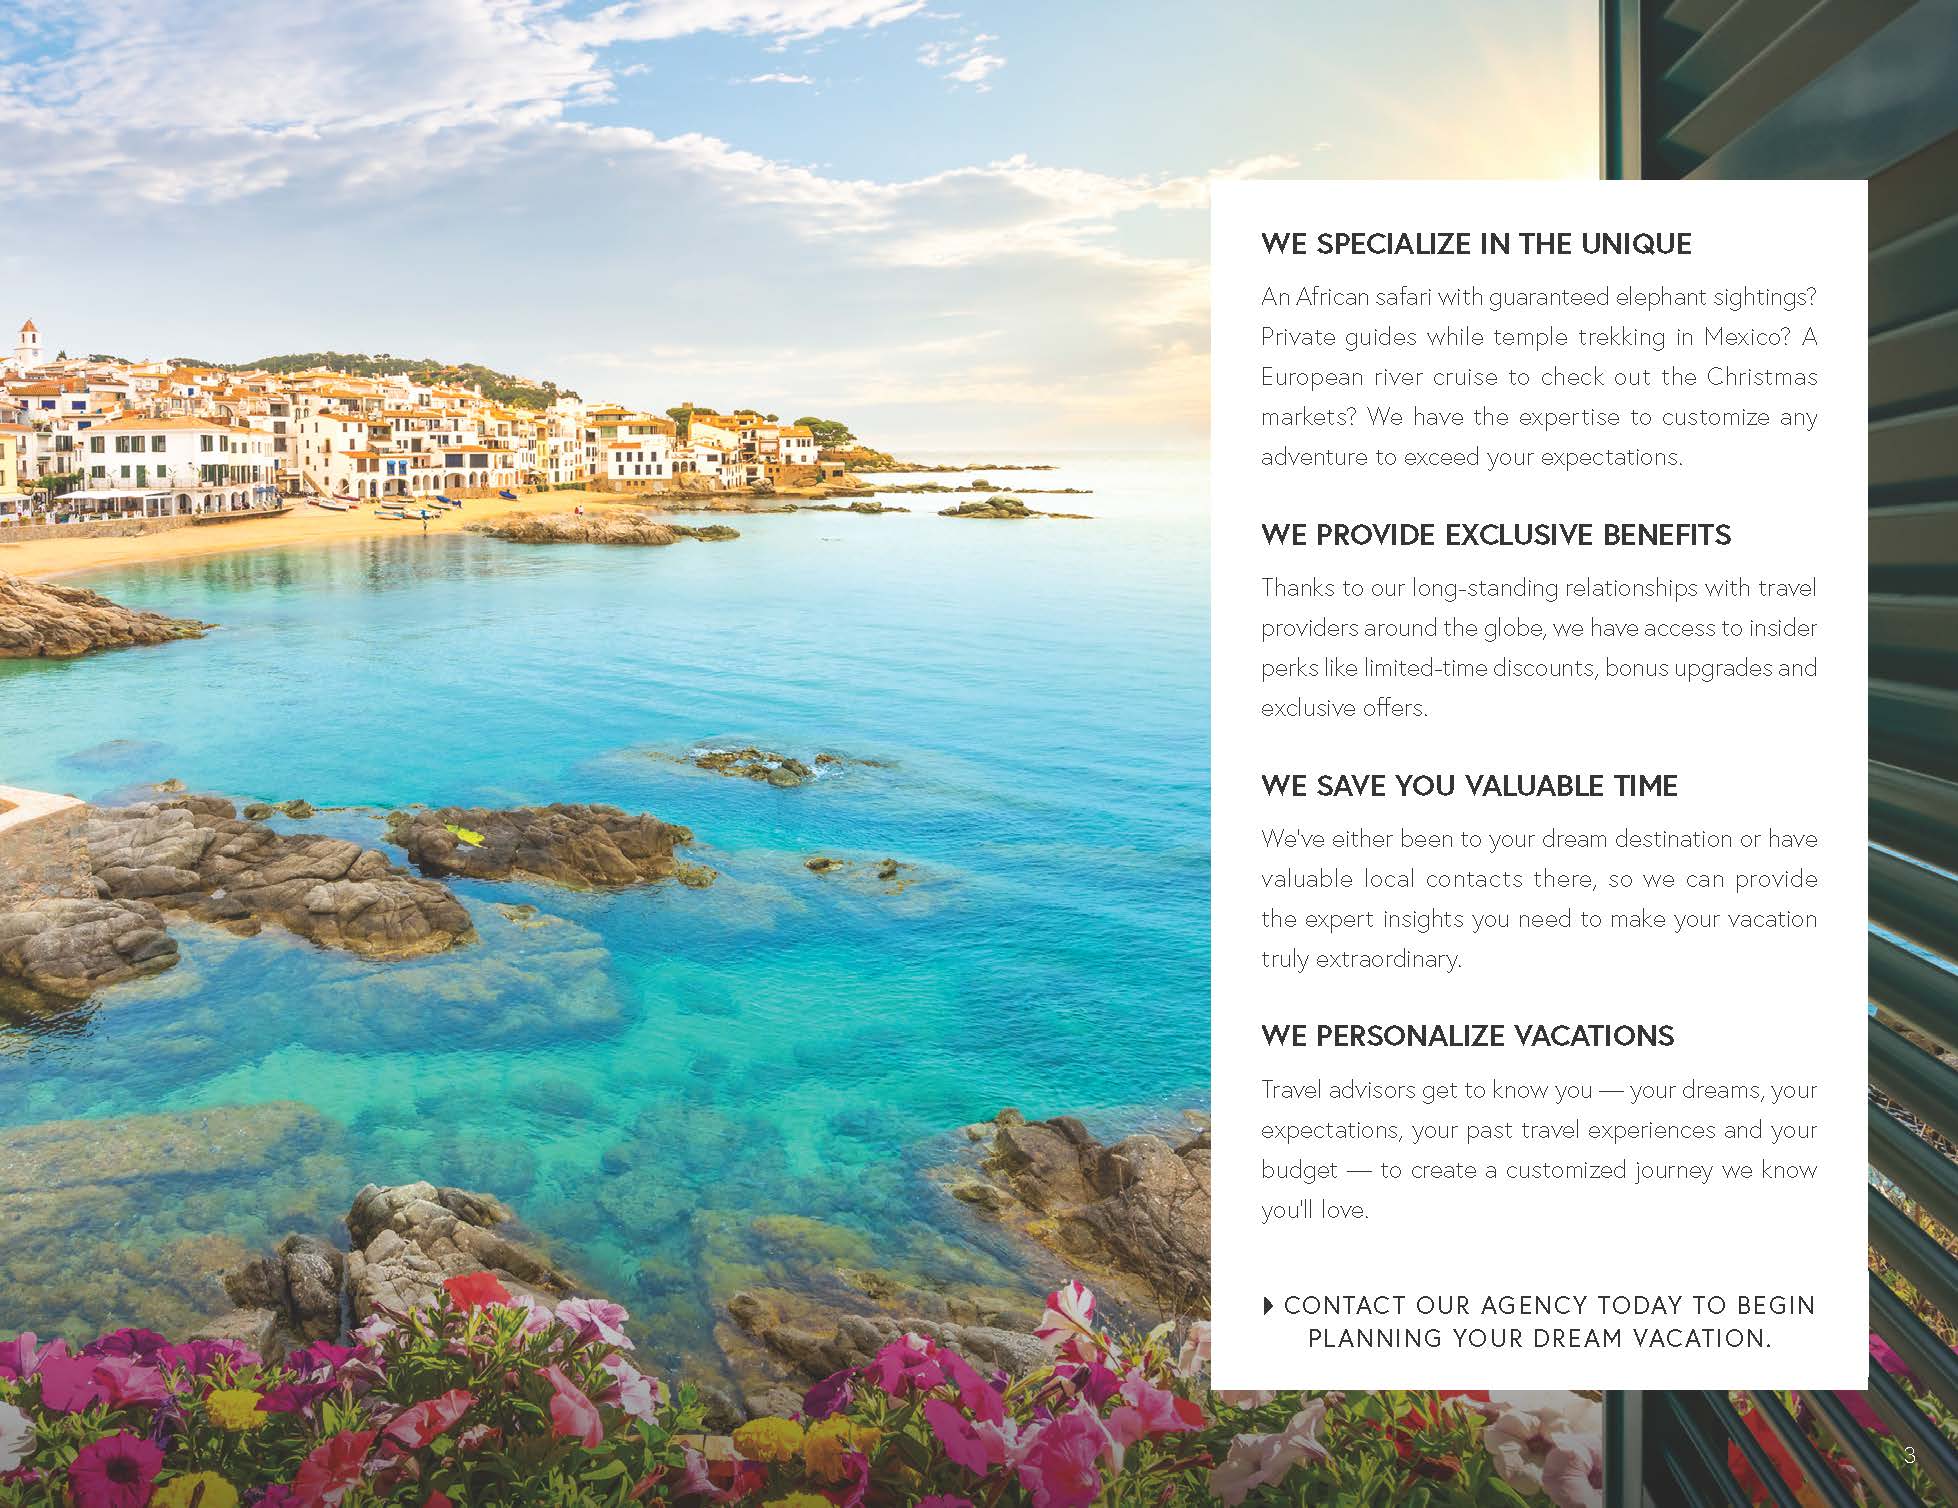 WE SPECIALIZE IN THE UNIQUE
An African safari with guaranteed elephant sightings?
Private guides while temple trekking in Mexico? A
European river cruise to check out the Christmas
markets? We have the expertise to customize any
adventure to exceed your expectations.
WE PROVIDE EXCLUSIVE BENEFITS
Thanks to our long-standing relationships with travel
providers around the globe, we have access to insider
perks like limited-time discounts, bonus upgrades and
exclusive offers.
WE SAVE YOU VALUABLE TIME
We've either been to your dream destination or have
valuable local contacts there, so we can provide
the expert insights you need to make your vacation
truly extraordinary.
WE PERSONALIZE VACATIONS
Travel advisors get to know you — your dreams, your
expectations, your past travel experiences and your
budget — to create a customized journey we know
you'll love.
CONTACT OUR AGENCY TODAY TO BEGIN
PLANNING YOUR DREAM VACATION.
3